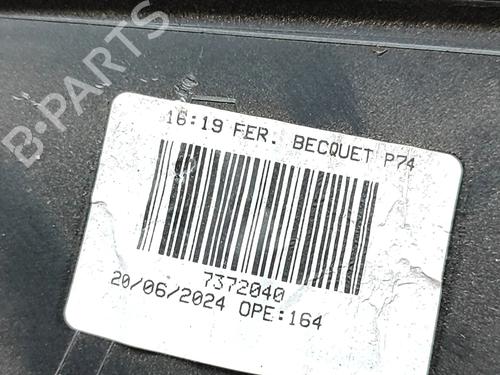 B-PARTS
16:19 FER. BECQUET P74
7372040
20/06/2024 OPE:164